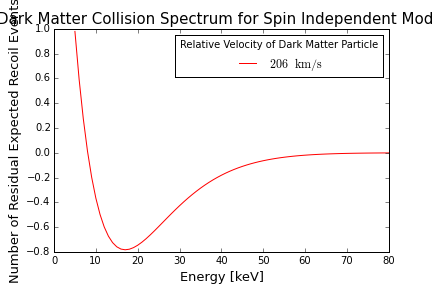 Dark Matter Collision Spectrum for Spin Independent Mod
Number of Residual Expected Recoil Events
1.0
0.8
0.6
0.4
0.2
0.0
−0.2
−0.4
−0.6
−0.8
Relative Velocity of Dark Matter Particle
206 km/s
0 10 20 30 40 50 60 70 80
Energy [keV]